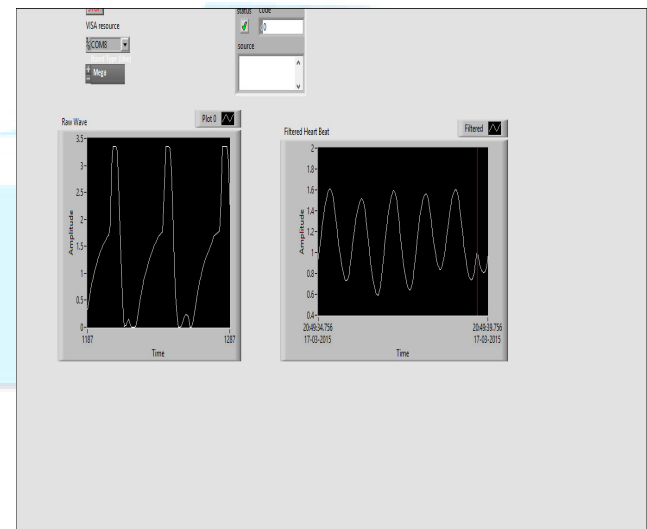 status code
VISA resource
0
COM8
source
Mega
Raw Wave
Plot 0
Filtered Heart Beat
Filtered
3.5
3
2.5
2
1.5
1
0.5
0
Amplitude
1187
1287
Time
2
1.8
1.6
1.4
1.2
1
0.8
0.6
0.4
Amplitude
20:49:34.756
17-03-2015
20:49:39.756
17-03-2015
Time